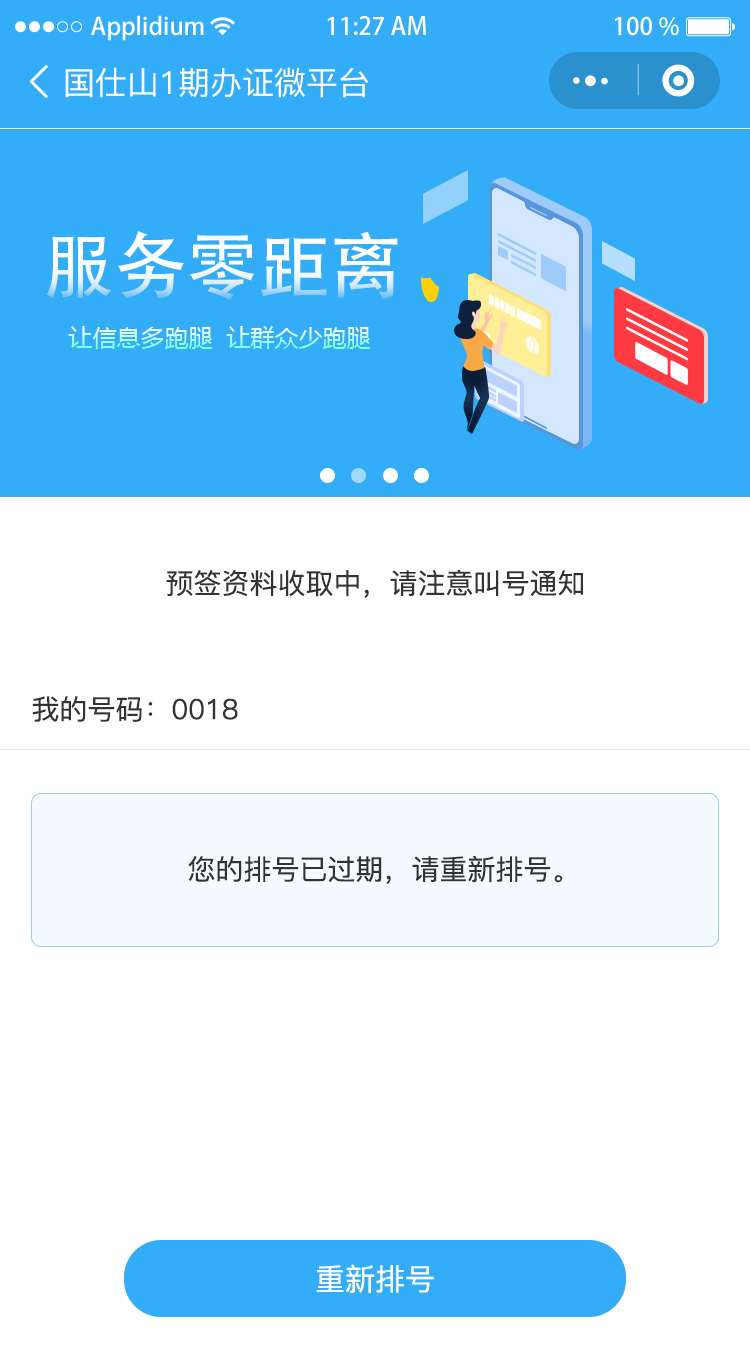 Applidium 11:27 AM 100 %
国仕山1期办证微平台
服务零距离
让信息多跑腿 让群众少跑腿
预签资料收取中，请注意叫号通知
我的号码：0018
您的排号已过期，请重新排号。
重新排号